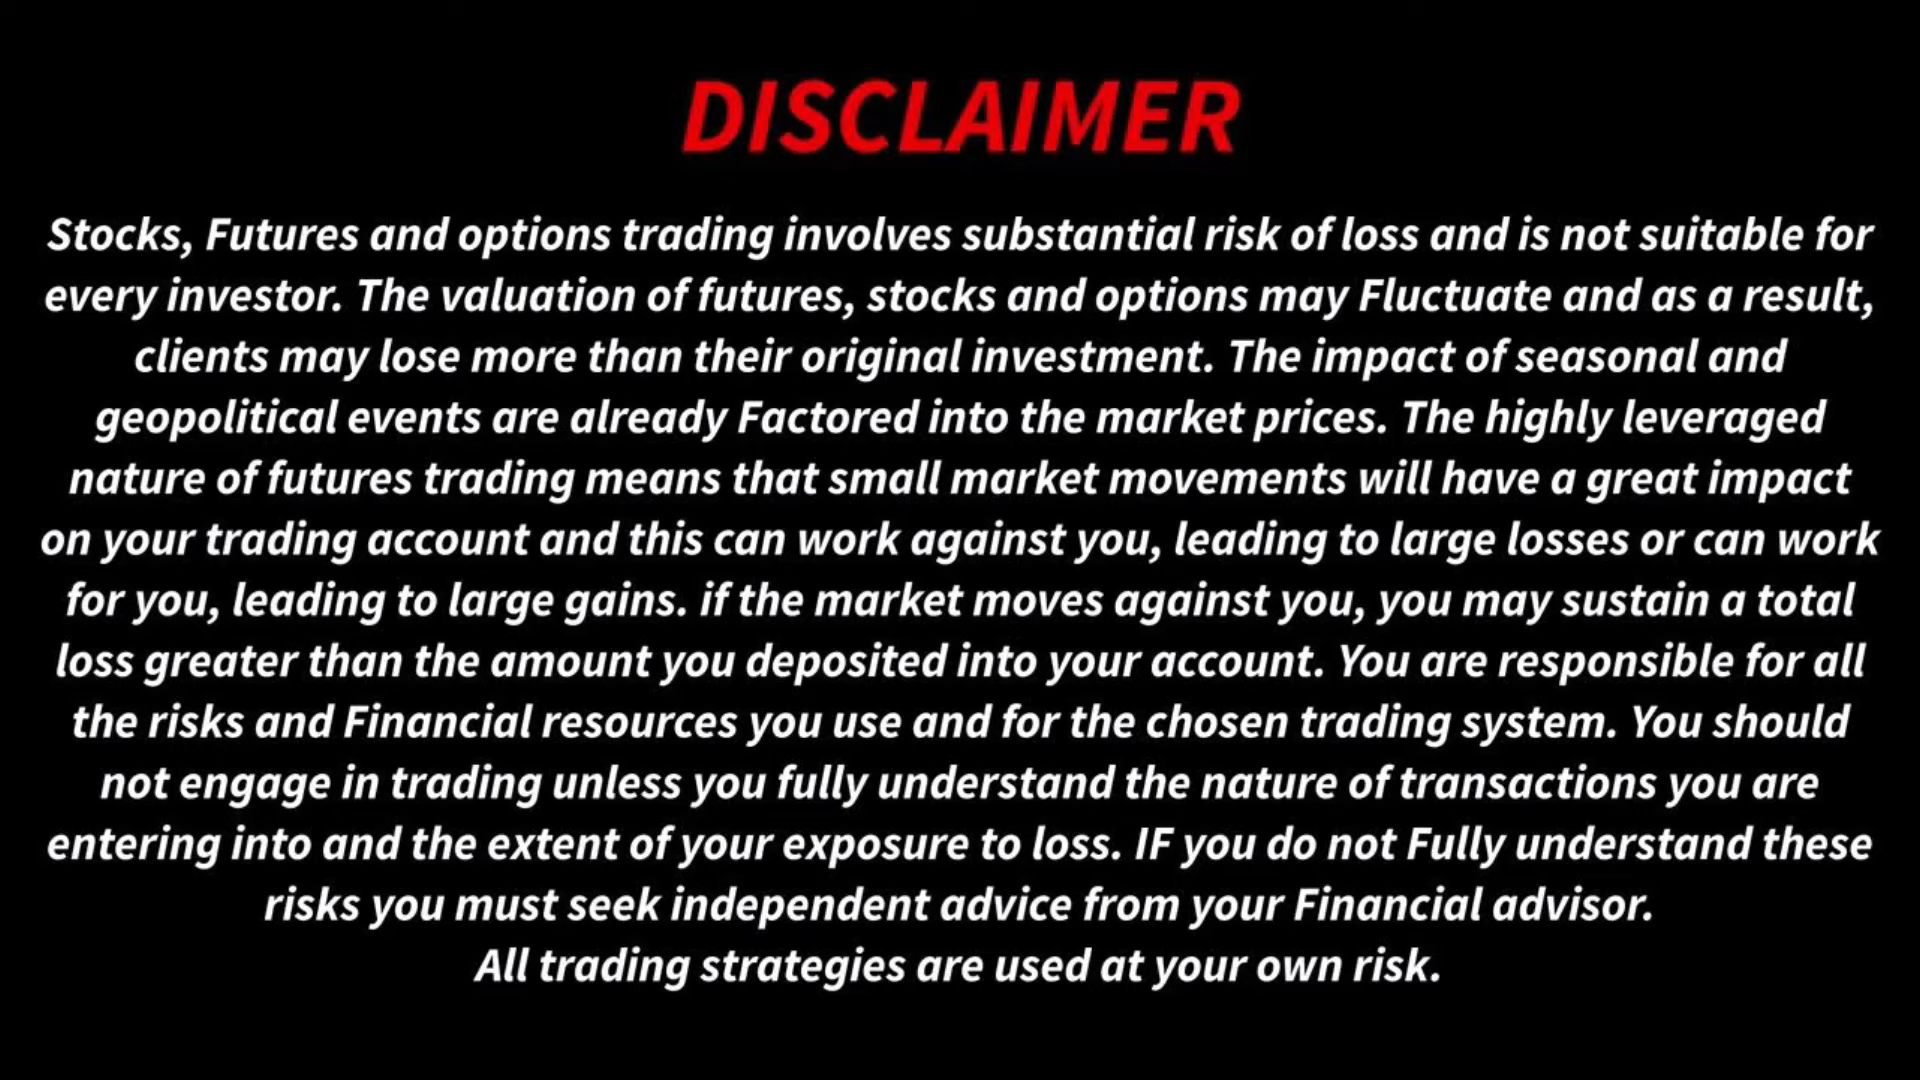 DISCLAIMER
Stocks, Futures and options trading involves substantial risk of loss and is not suitable for
every investor. The valuation of futures, stocks and options may Fluctuate and as a result,
clients may lose more than their original investment. The impact of seasonal and
geopolitical events are already Factored into the market prices. The highly leveraged
nature of futures trading means that small market movements will have a great impact
on your trading account and this can work against you, leading to large losses or can work
for you, leading to large gains. if the market moves against you, you may sustain a total
loss greater than the amount you deposited into your account. You are responsible for all
the risks and Financial resources you use and for the chosen trading system. You should
not engage in trading unless you fully understand the nature of transactions you are
entering into and the extent of your exposure to loss. IF you do not Fully understand these
risks you must seek independent advice from your Financial advisor.
All trading strategies are used at your own risk.